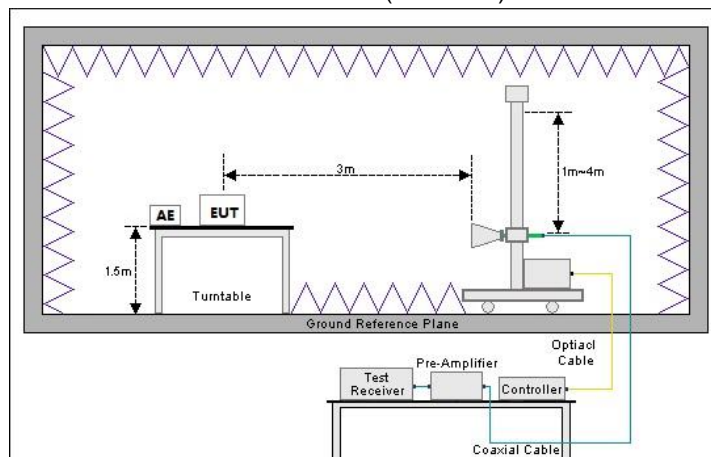 3m
1m~4m
AE
EUT
1.5m
Turntable
Ground Reference Plane
Optiacl
Cable
Pre-Amplifier
Test
Receiver
Controller
Coaxial Cable